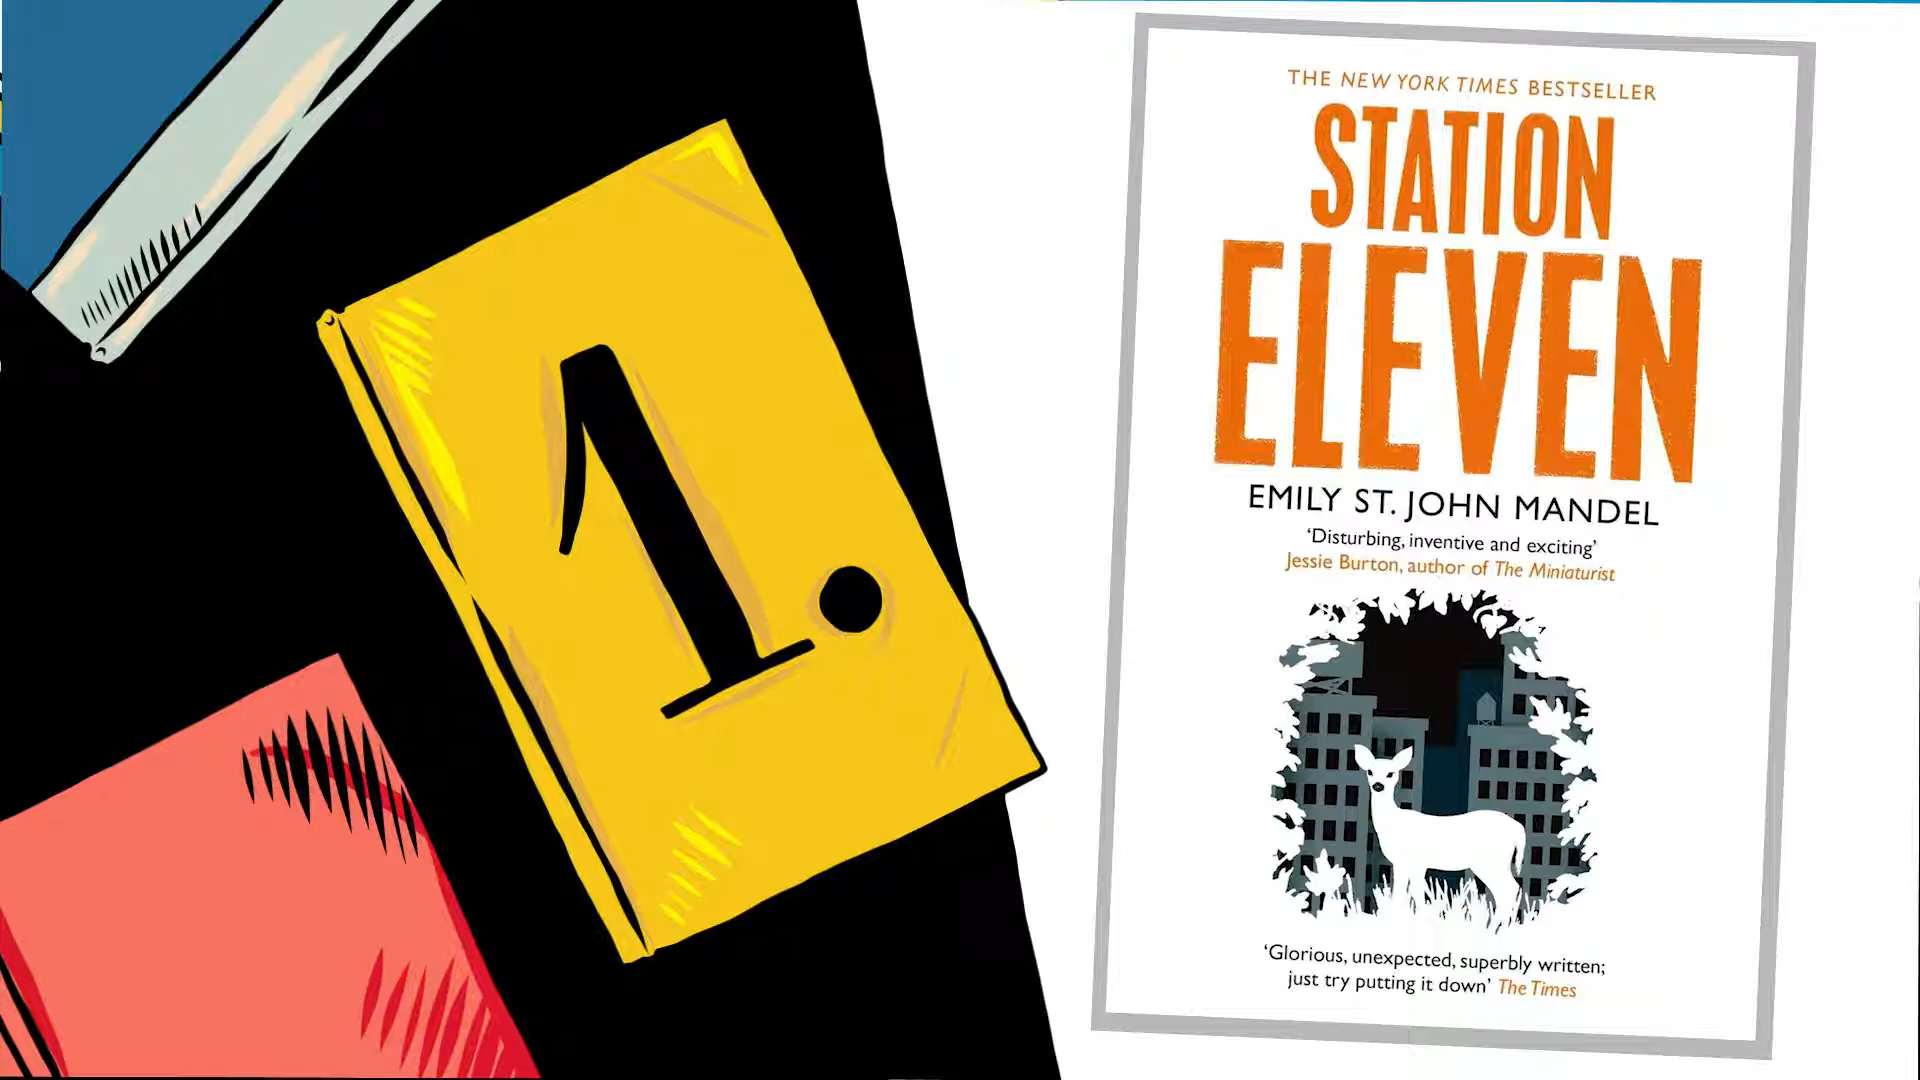 1.
THE NEW YORK TIMES BESTSELLER
STATION
ELEVEN
EMILY ST. JOHN MANDEL
‘Disturbing, inventive and exciting’
Jessie Burton, author of The Miniaturist
‘Glorious, unexpected, superbly written;
just try putting it down’ The Times